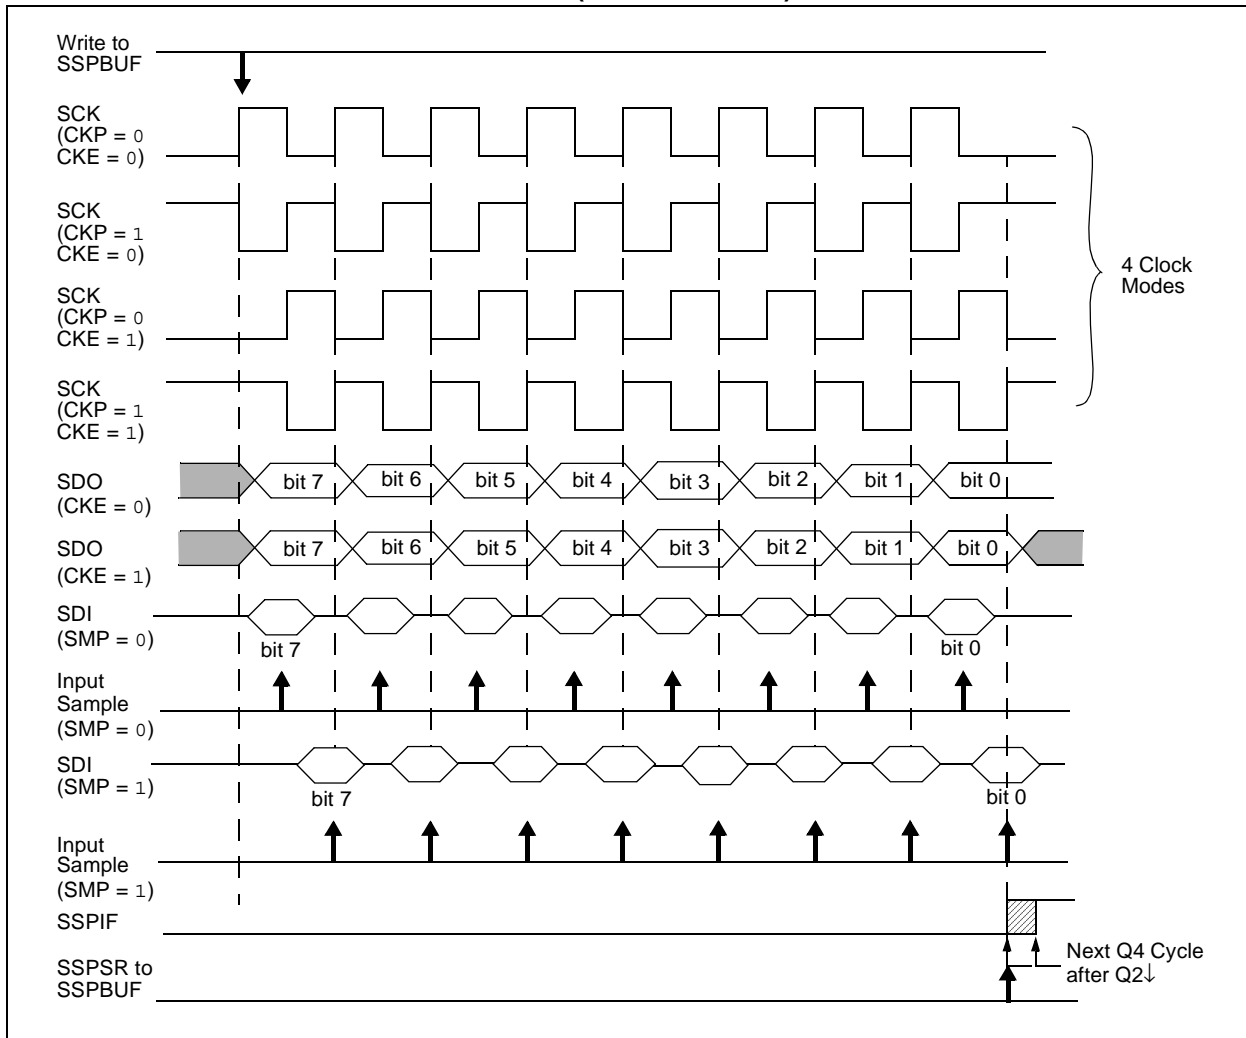 Write to
SSPBUF
SCK
(CKP = 0
CKE = 0)
SCK
(CKP = 1
CKE = 0)
SCK
(CKP = 0
CKE = 1)
SCK
(CKP = 1
CKE = 1)
4 Clock
Modes
SDO
(CKE = 0)
bit 7 bit 6 bit 5 bit 4 bit 3 bit 2 bit 1 bit 0
SDO
(CKE = 1)
bit 7 bit 6 bit 5 bit 4 bit 3 bit 2 bit 1 bit 0
SDI
(SMP = 0)
bit 7 bit 0
Input
Sample
(SMP = 0)
SDI
(SMP = 1)
bit 7 bit 0
Input
Sample
(SMP = 1)
SSPIF
SSPSR to
SSPBUF
Next Q4 Cycle
after Q2↓